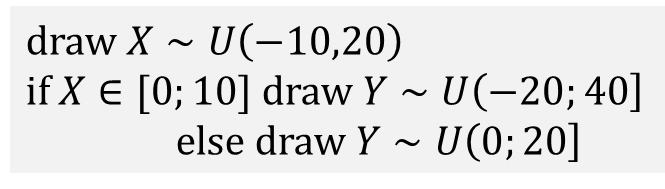 draw X ~ U(−10,20)
if X ∈ [0; 10] draw Y ~ U(−20; 40]
else draw Y ~ U(0; 20]